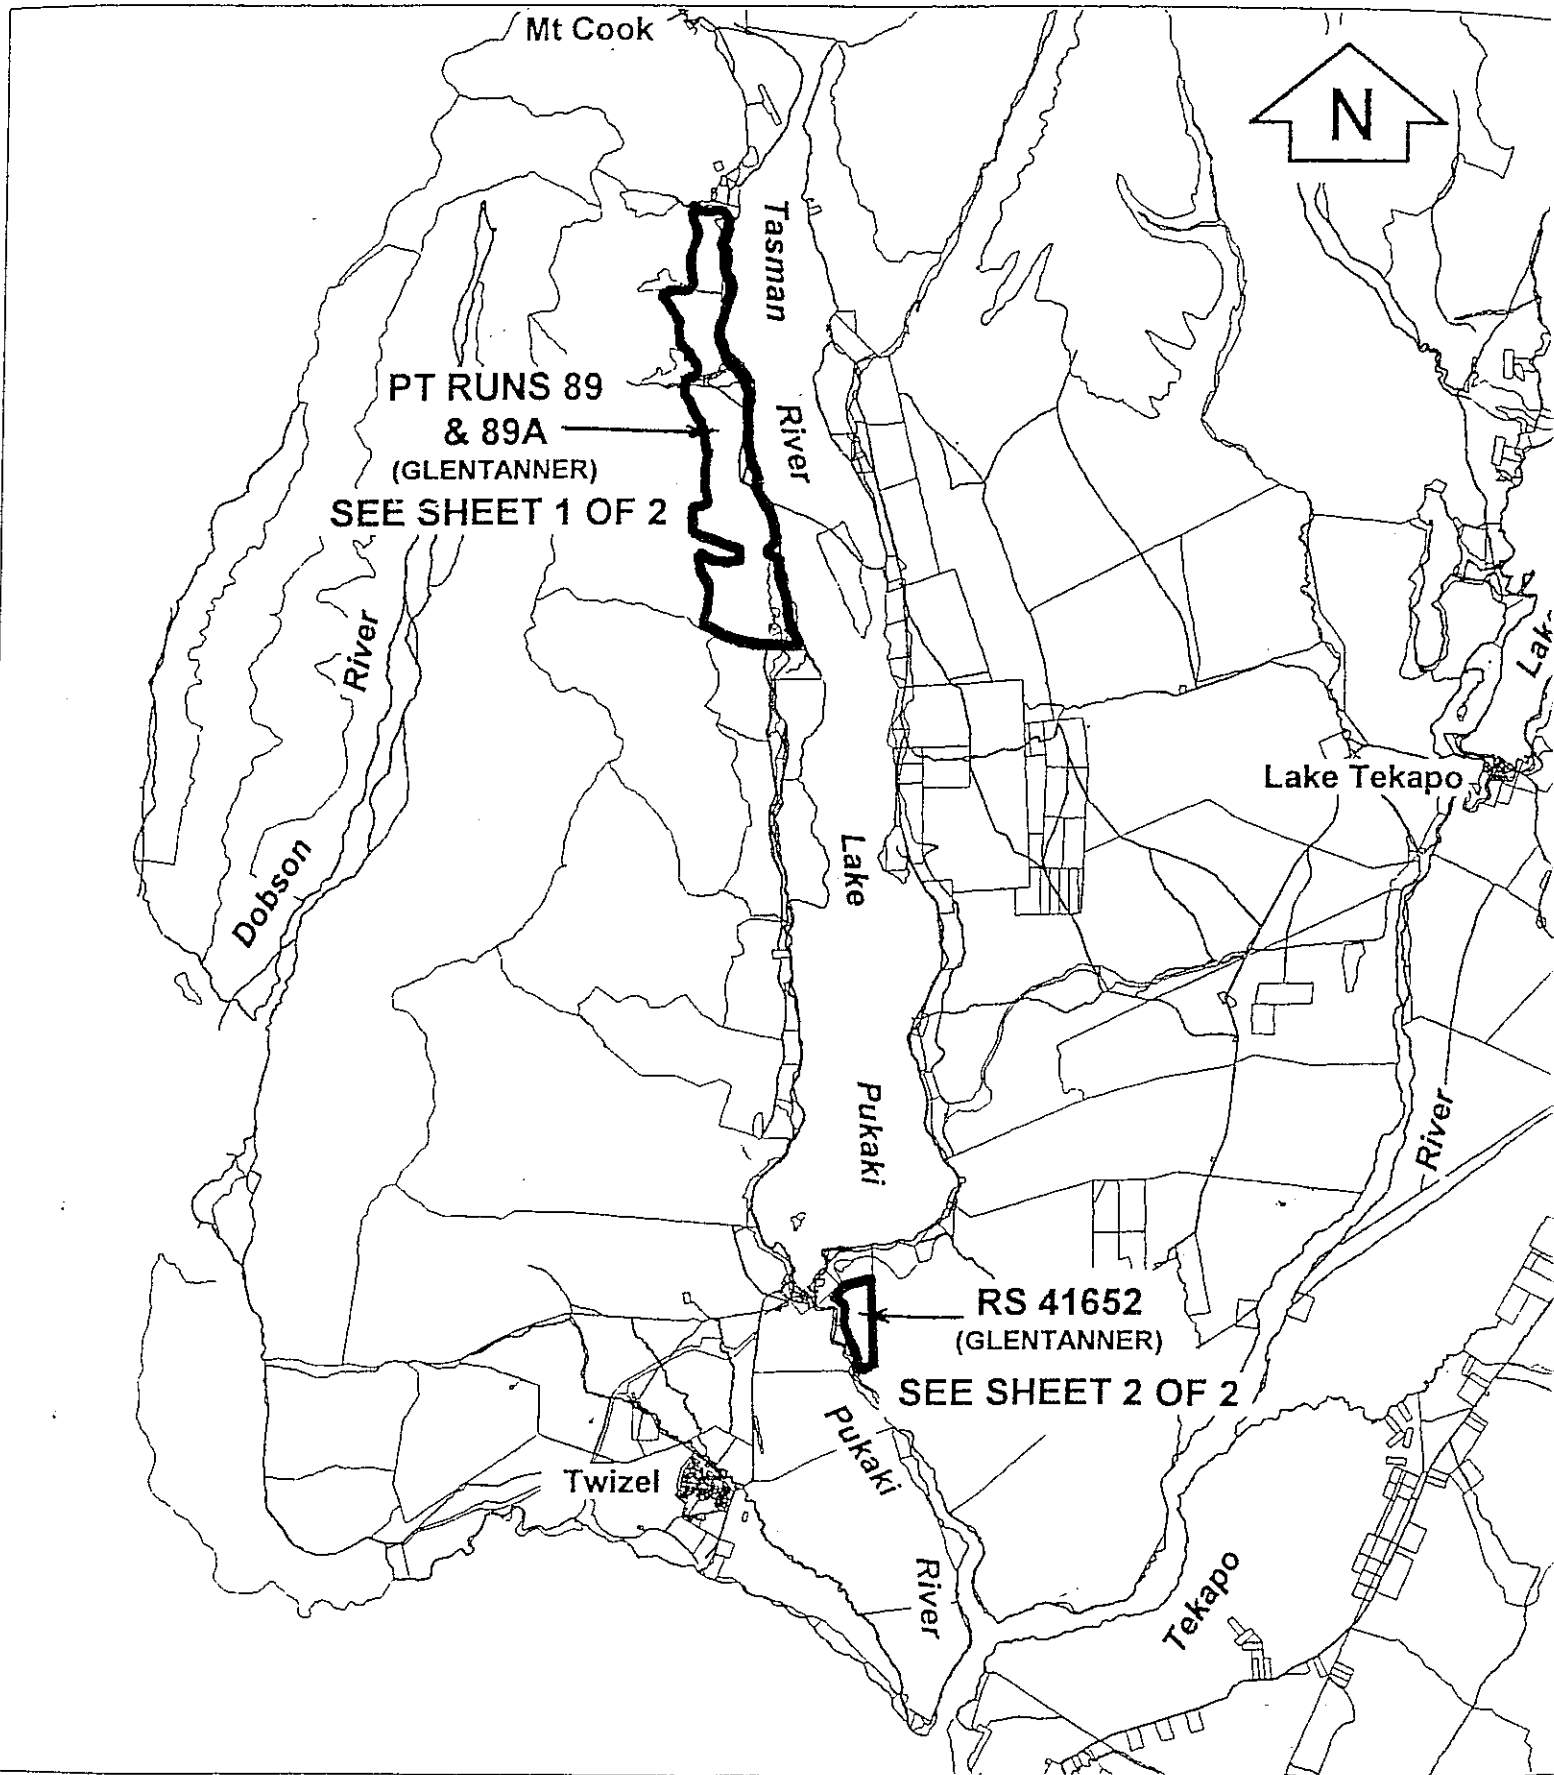 Mt Cook
N
Tasman
River
PT RUNS 89
& 89A
(GLENTANNER)
SEE SHEET 1 OF 2
Dobson
River
Lake
Lake Tekapo
Lake
Pukaki
River
RS 41652
(GLENTANNER)
SEE SHEET 2 OF 2
Pukaki
River
Twizel
Tekapo